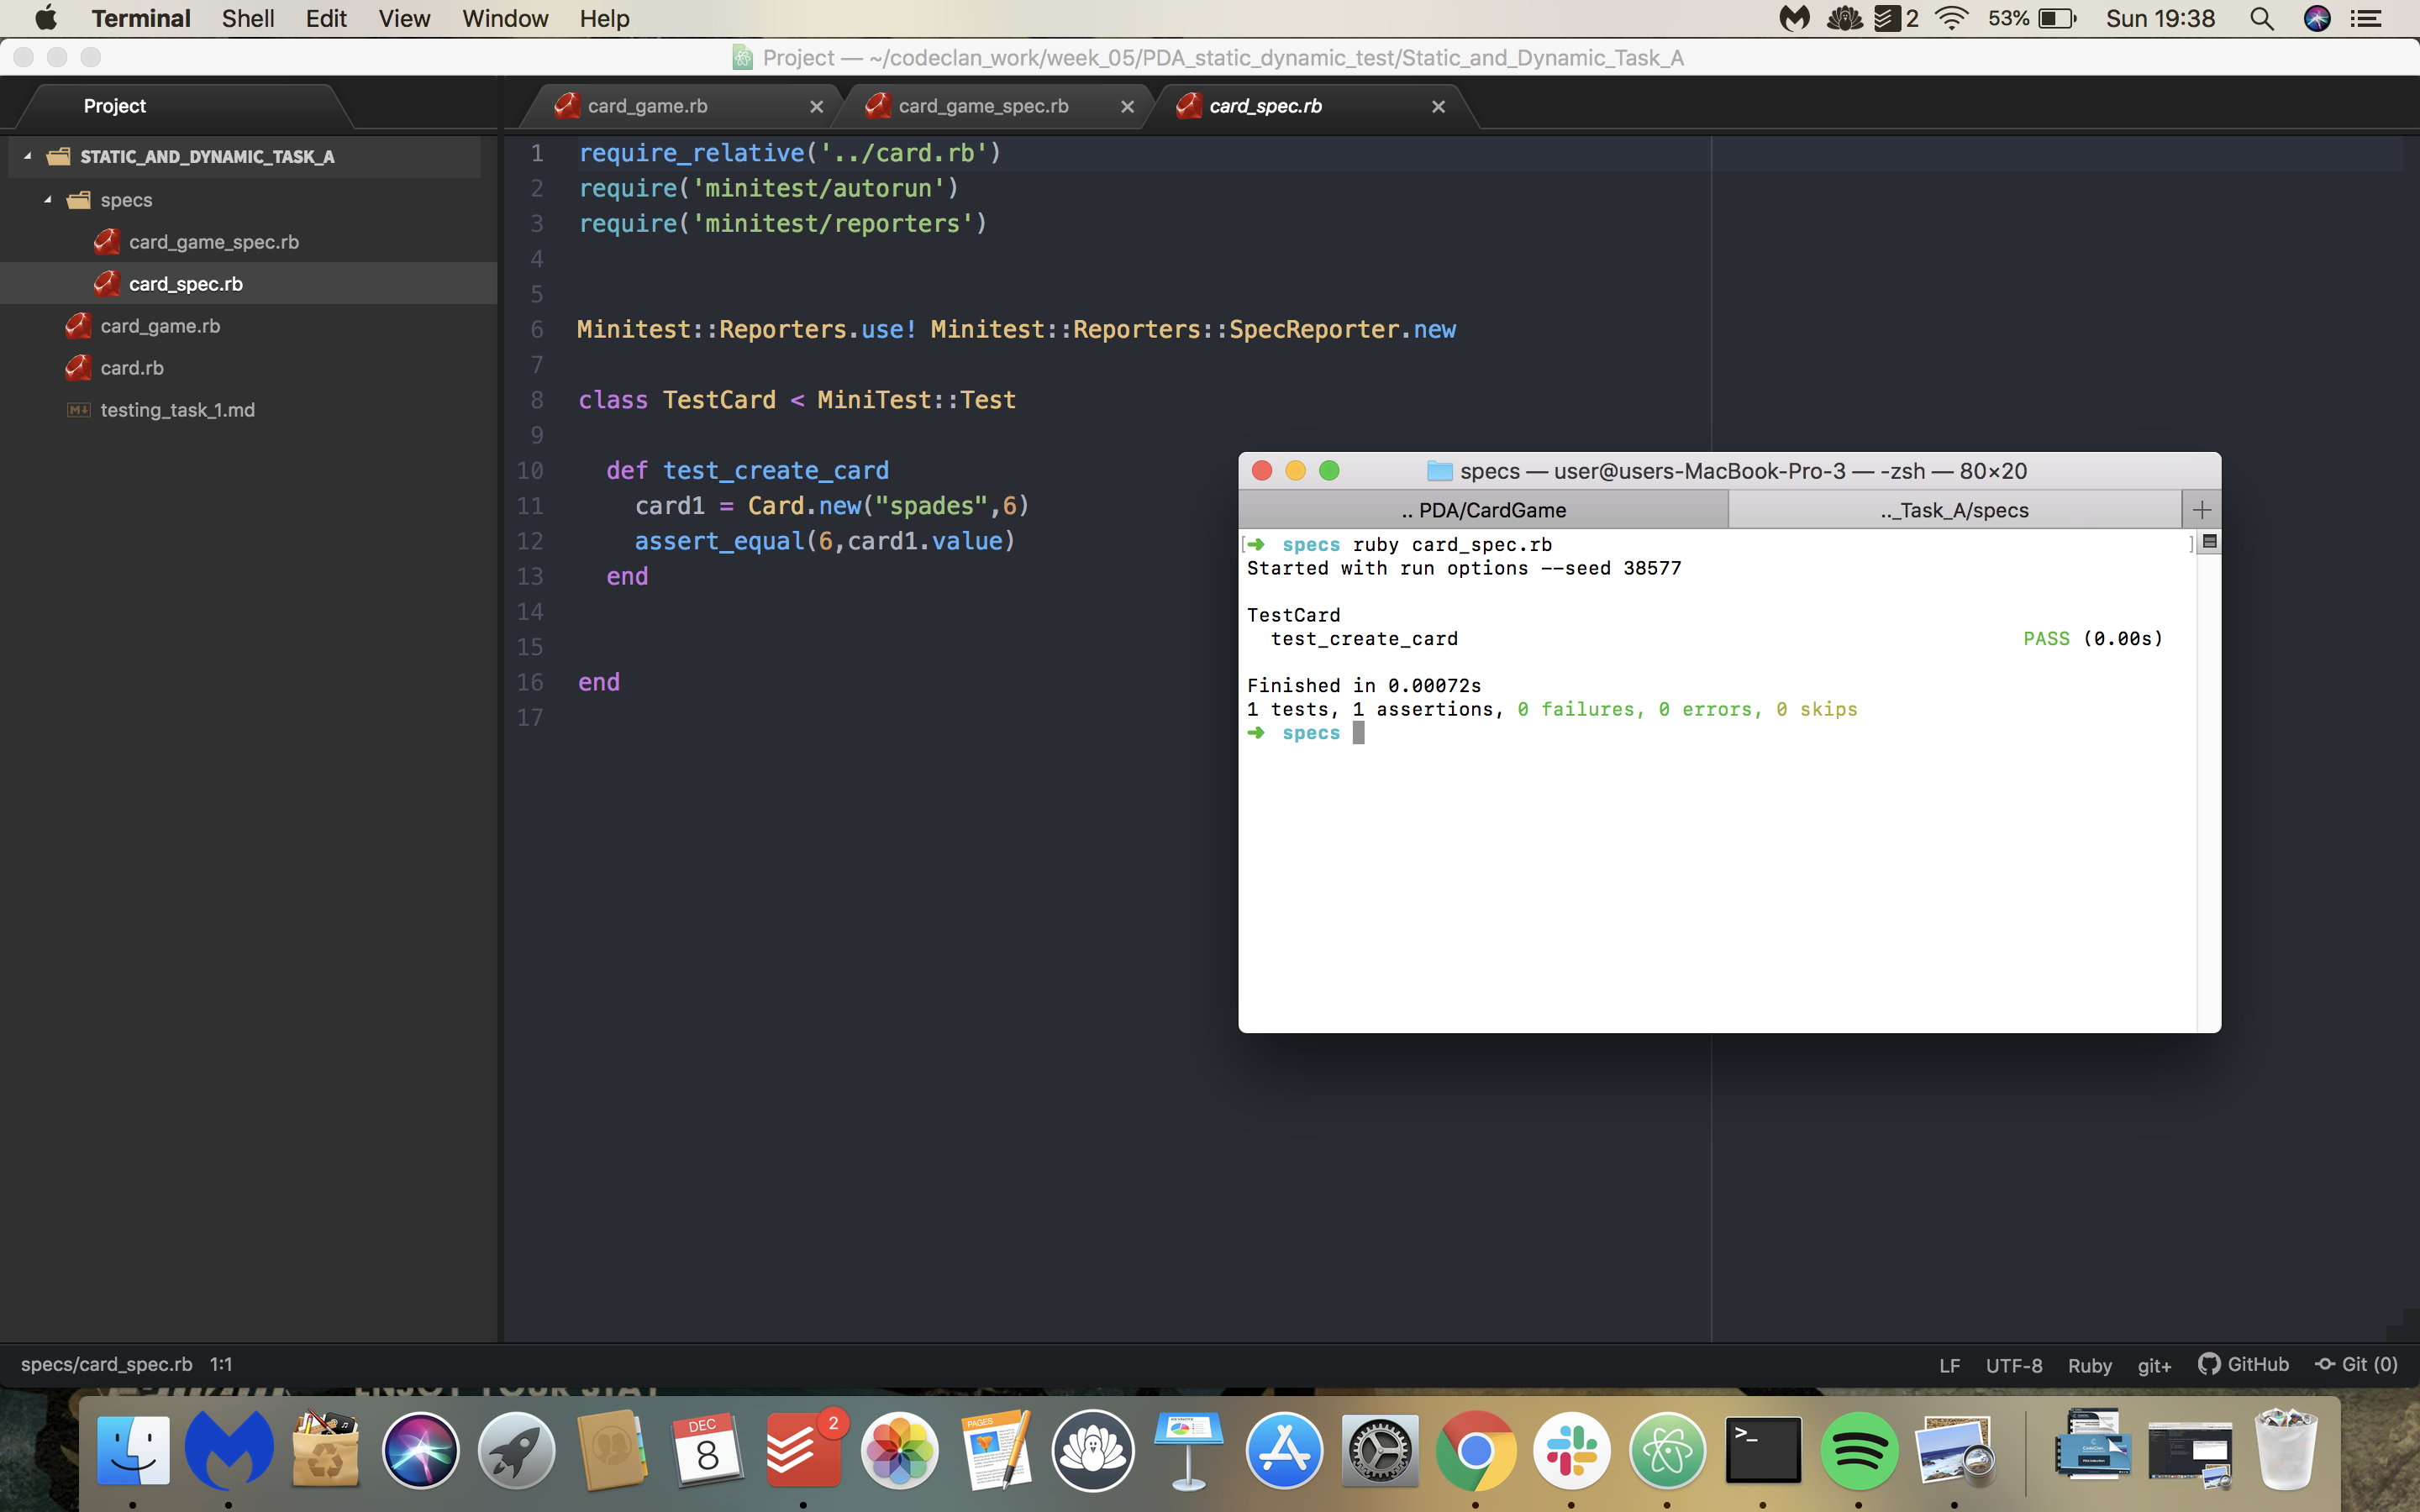 Terminal Shell Edit View Window Help 2 53% Sun 19:38
Project — ~/codeclan_work/week_05/PDA_static_dynamic_test/Static_and_Dynamic_Task_A
Project
card_game.rb
card_game_spec.rb
card_spec.rb
STATIC_AND_DYNAMIC_TASK_A
specs
card_game_spec.rb
card_spec.rb
card_game.rb
card.rb
M↓ testing_task_1.md
1 require_relative('../card.rb')
2 require('minitest/autorun')
3 require('minitest/reporters')
4
5
6 Minitest::Reporters.use! Minitest::Reporters::SpecReporter.new
7
8 class TestCard < MiniTest::Test
9
10 def test_create_card
11 card1 = Card.new("spades",6)
12 assert_equal(6,card1.value)
13 end
14
15
16 end
17
specs — user@users-MacBook-Pro-3 — -zsh — 80×20
.. PDA/CardGame
.._Task_A/specs
[➜ specs ruby card_spec.rb ]
Started with run options --seed 38577
TestCard
test_create_card PASS (0.00s)
Finished in 0.00072s
1 tests, 1 assertions, 0 failures, 0 errors, 0 skips
➜ specs
specs/card_spec.rb 1:1
LF UTF-8 Ruby git+ GitHub Git (0)
ENJOY YOUR STAY
DEC
8
2
PAGES
KEYNOTE
>_